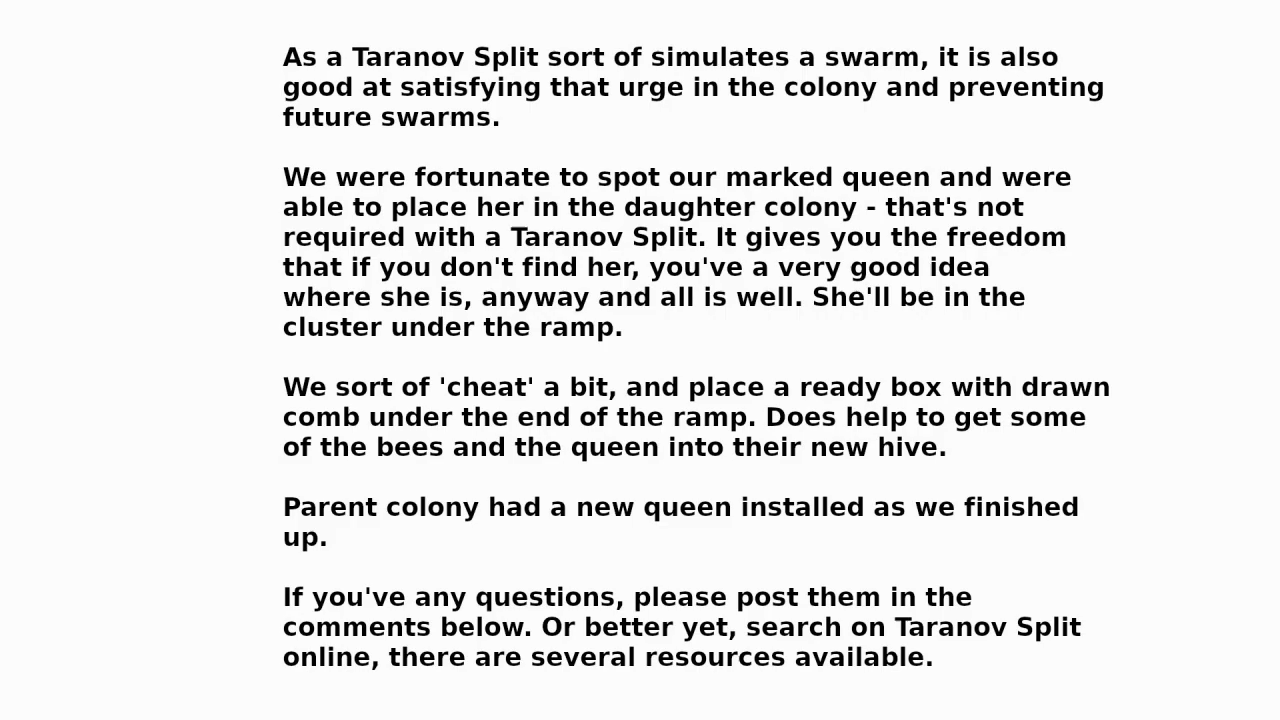 As a Taranov Split sort of simulates a swarm, it is also
good at satisfying that urge in the colony and preventing
future swarms.
We were fortunate to spot our marked queen and were
able to place her in the daughter colony - that's not
required with a Taranov Split. It gives you the freedom
that if you don't find her, you've a very good idea
where she is, anyway and all is well. She'll be in the
cluster under the ramp.
We sort of 'cheat' a bit, and place a ready box with drawn
comb under the end of the ramp. Does help to get some
of the bees and the queen into their new hive.
Parent colony had a new queen installed as we finished
up.
If you've any questions, please post them in the
comments below. Or better yet, search on Taranov Split
online, there are several resources available.